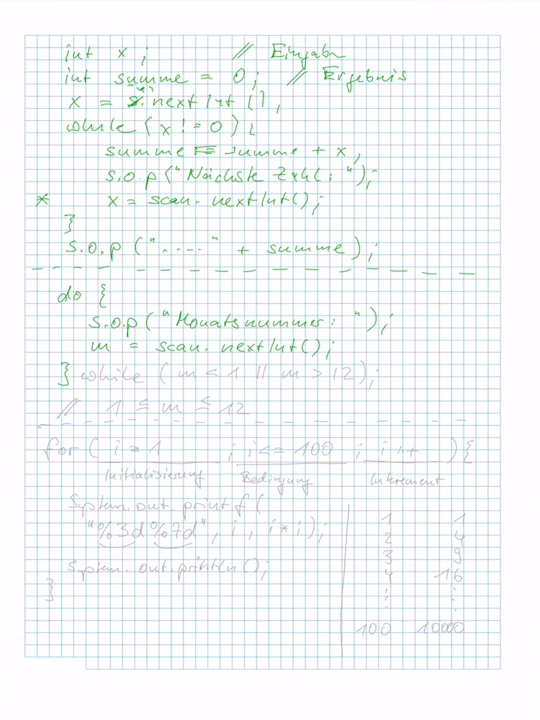 int x ; // Eingabe
int summe = 0; // Ergebnis
x = s. nextInt (),
while ( x != 0 ) {
summe = summe + x,
s.o.p ("Nächste Zahl: ");
* x = scan. nextInt();
}
s.o.p ("...." + summe);
do {
s.o.p ("Monatsnummer: ");
m = scan. nextInt();
} while ( m < 1 || m > 12);
// 1 ≤ m ≤ 12
for ( i = 1 ; i <= 100 ; i ++ ) {
Initialisierung Bedingung Inkrement
System.out.printf (
"%3d%7d", i, i*i);
System.out.println();
}
1 1
2 4
3 9
4 16
: :
100 10000